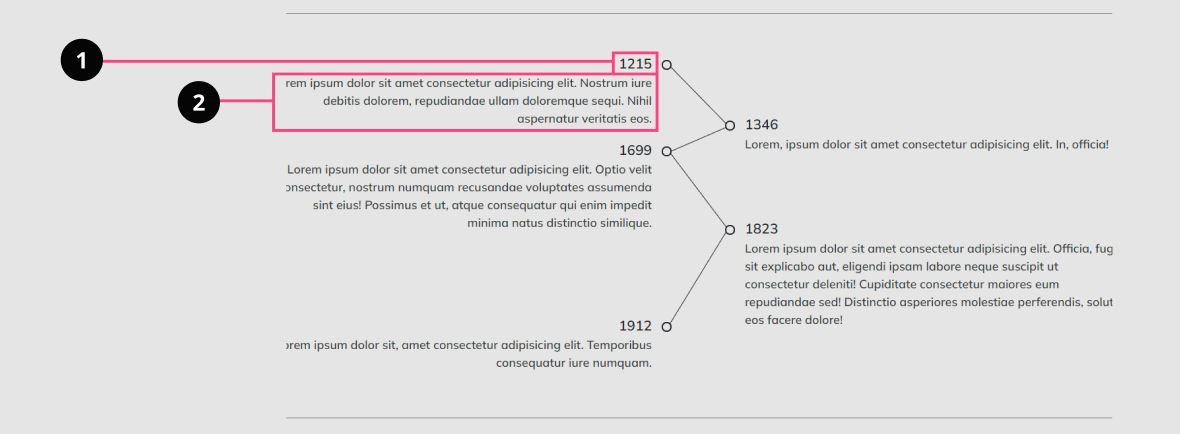 1
1215
2
rem ipsum dolor sit amet consectetur adipisicing elit. Nostrum iure
debitis dolorem, repudiandae ullam doloremque sequi. Nihil
aspernatur veritatis eos.
1346
Lorem, ipsum dolor sit amet consectetur adipisicing elit. In, officia!
1699
Lorem ipsum dolor sit amet consectetur adipisicing elit. Optio velit
onsectetur, nostrum numquam recusandae voluptates assumenda
sint eius! Possimus et ut, atque consequatur qui enim impedit
minima natus distinctio similique.
1823
Lorem ipsum dolor sit amet consectetur adipisicing elit. Officia, fug
sit explicabo aut, eligendi ipsam labore neque suscipit ut
consectetur deleniti! Cupiditate consectetur maiores eum
repudiandae sed! Distinctio asperiores molestiae perferendis, solut
eos facere dolore!
1912
orem ipsum dolor sit, amet consectetur adipisicing elit. Temporibus
consequatur iure numquam.